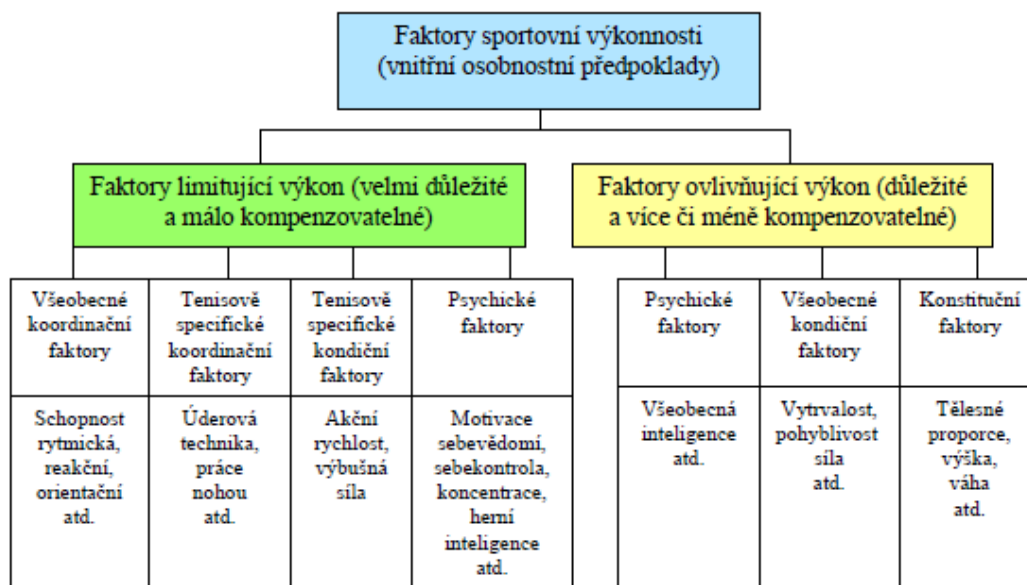 Faktory sportovní výkonnosti
(vnitřní osobnostní předpoklady)
Faktory limitující výkon (velmi důležité
a málo kompenzovatelné)
Faktory ovlivňující výkon (důležité
a více či méně kompenzovatelné)
Všeobecné
koordinační
faktory
Tenisově
specifické
koordinační
faktory
Tenisově
specifické
kondiční
faktory
Psychické
faktory
Psychické
faktory
Všeobecné
kondiční
faktory
Konstituční
faktory
Schopnost
rytmická,
reakční,
orientační
atd.
Úderová
technika,
práce
nohou
atd.
Akční
rychlost,
výbušná
síla
Motivace
sebevědomí,
sebekontrola,
koncentrace,
herní
inteligence
atd.
Všeobecná
inteligence
atd.
Vytrvalost,
pohyblivost
síla
atd.
Tělesné
proporce,
výška,
váha
atd.